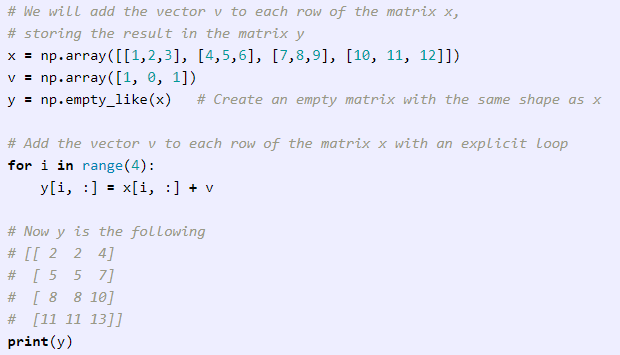 # We will add the vector v to each row of the matrix x,
# storing the result in the matrix y
x = np.array([[1,2,3], [4,5,6], [7,8,9], [10, 11, 12]])
v = np.array([1, 0, 1])
y = np.empty_like(x)   # Create an empty matrix with the same shape as x

# Add the vector v to each row of the matrix x with an explicit loop
for i in range(4):
    y[i, :] = x[i, :] + v

# Now y is the following
# [[ 2  2  4]
#  [ 5  5  7]
#  [ 8  8 10]
#  [11 11 13]]
print(y)